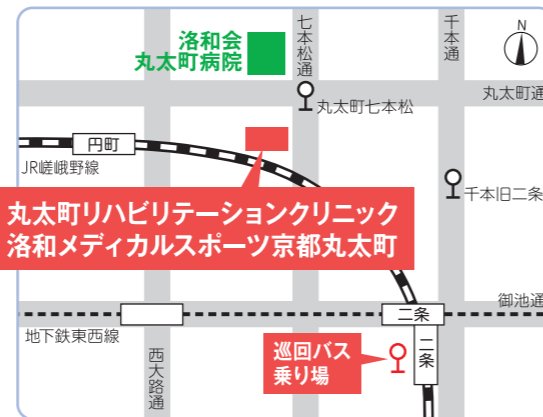 洛和会
丸太町病院
七本松通
千本通
N
丸太町通
丸太町七本松
円町
JR嵯峨野線
千本旧二条
丸太町リハビリテーションクリニック
洛和メディカルスポーツ京都丸太町
御池通
二条
地下鉄東西線
二条
西大路通
巡回バス
乗り場